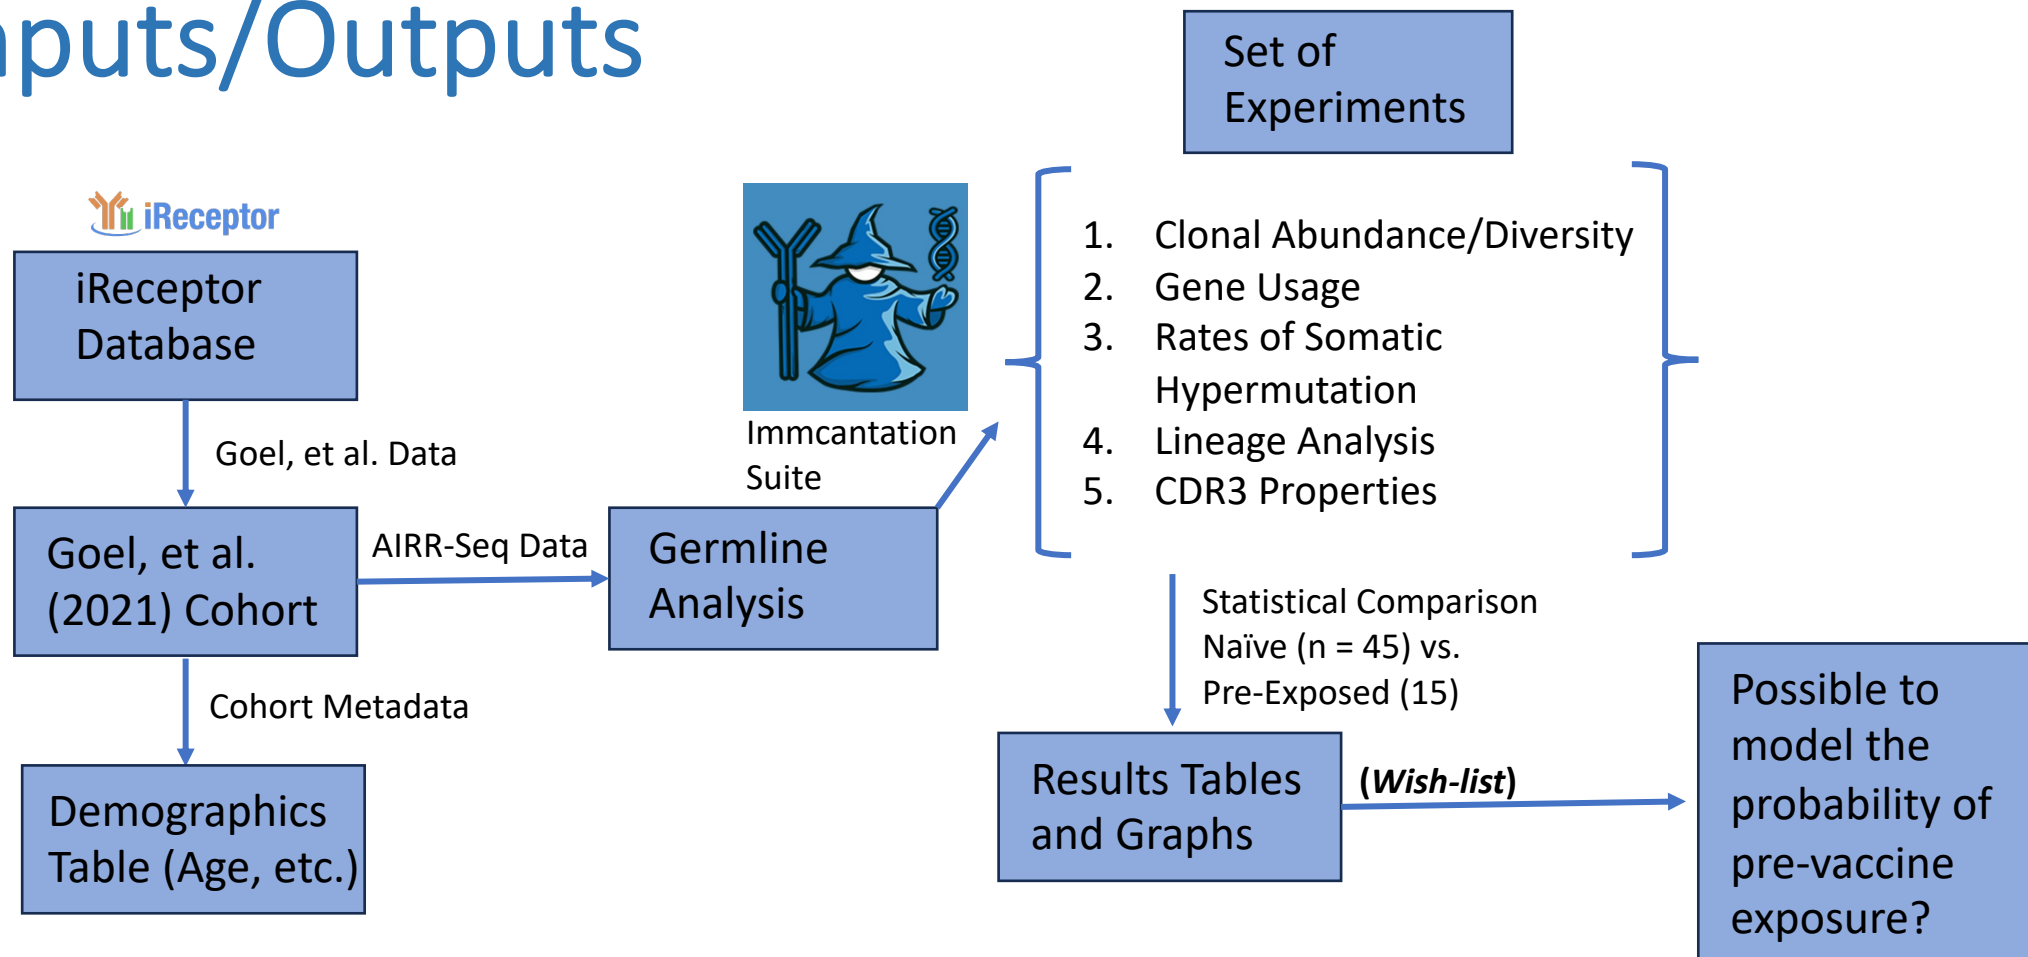 nputs/Outputs
Set of
Experiments
iReceptor
iReceptor
Database
Goel, et al. Data
Goel, et al.
(2021) Cohort
AIRR-Seq Data
Cohort Metadata
Demographics
Table (Age, etc.)
Immcantation
Suite
Germline
Analysis
1. Clonal Abundance/Diversity
2. Gene Usage
3. Rates of Somatic
Hypermutation
4. Lineage Analysis
5. CDR3 Properties
Statistical Comparison
Naïve (n = 45) vs.
Pre-Exposed (15)
Results Tables
and Graphs
(Wish-list)
Possible to
model the
probability of
pre-vaccine
exposure?